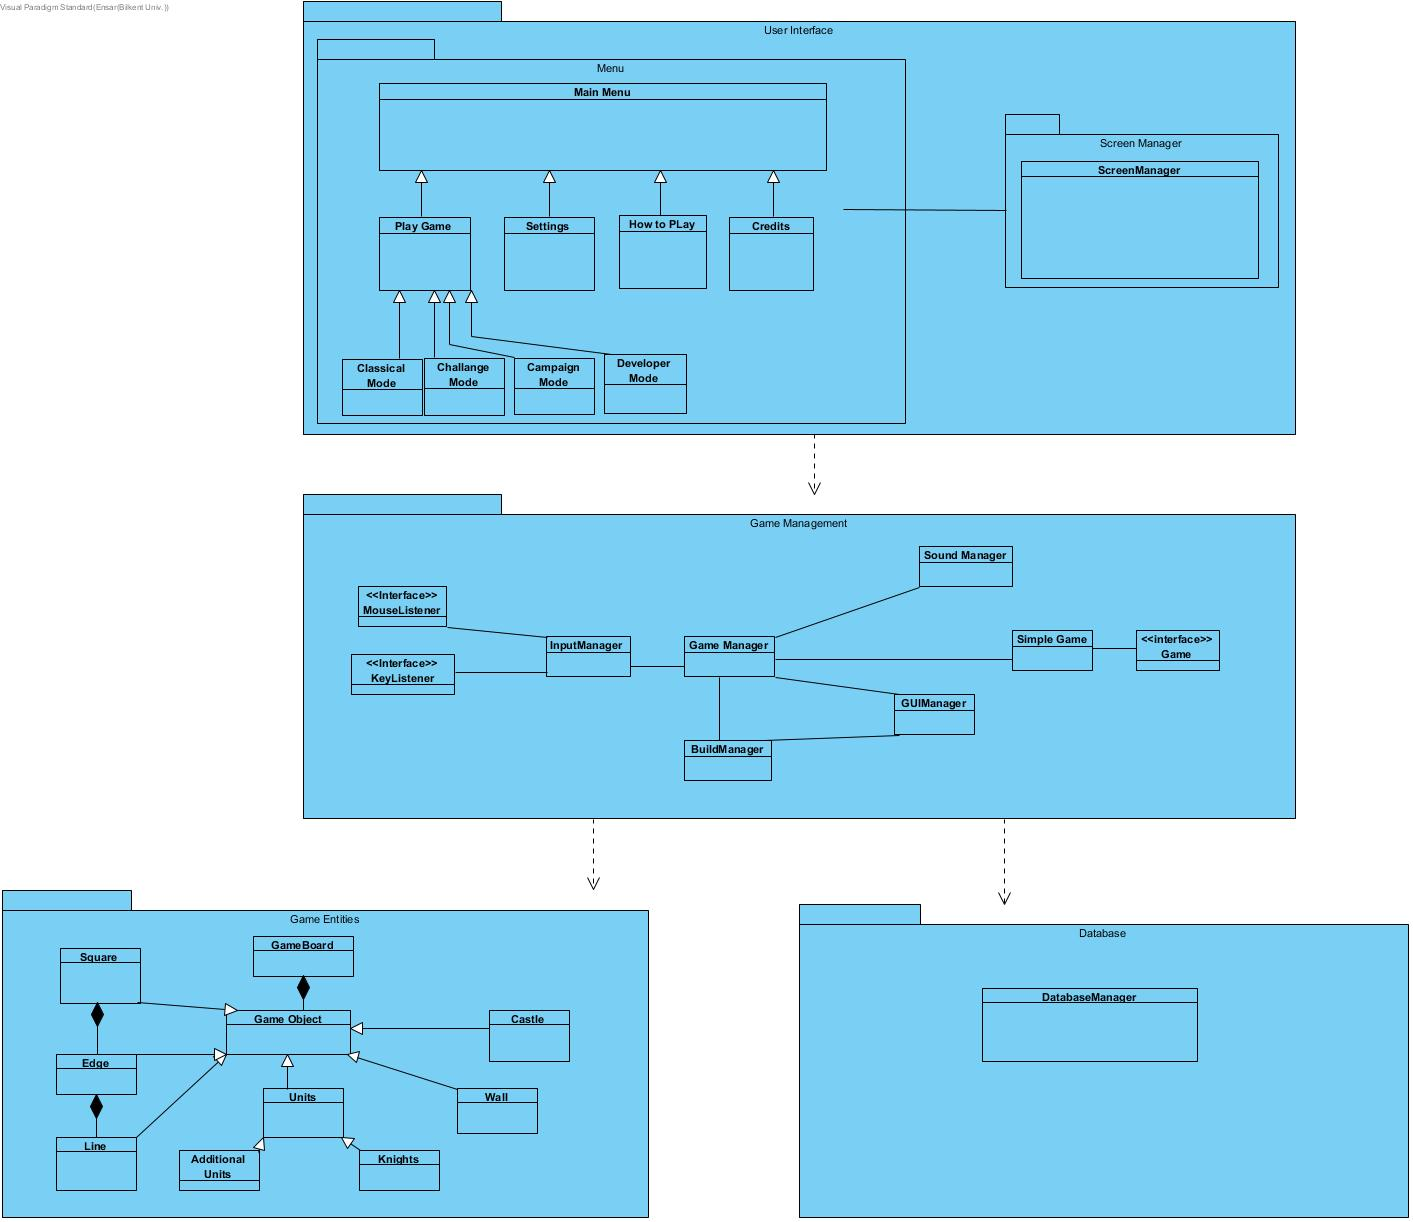 Visual Paradigm Standard(Ensar(Bilkent Univ.))
User Interface
Menu
Main Menu
Screen Manager
ScreenManager
Play Game
Settings
How to PLay
Credits
Classical
Mode
Challange
Mode
Campaign
Mode
Developer
Mode
Game Management
Sound Manager
<<Interface>>
MouseListener
InputManager
Game Manager
Simple Game
<<interface>>
Game
<<Interface>>
KeyListener
GUIManager
BuildManager
Game Entities
Square
GameBoard
Game Object
Castle
Edge
Units
Wall
Line
Additional
Units
Knights
Database
DatabaseManager